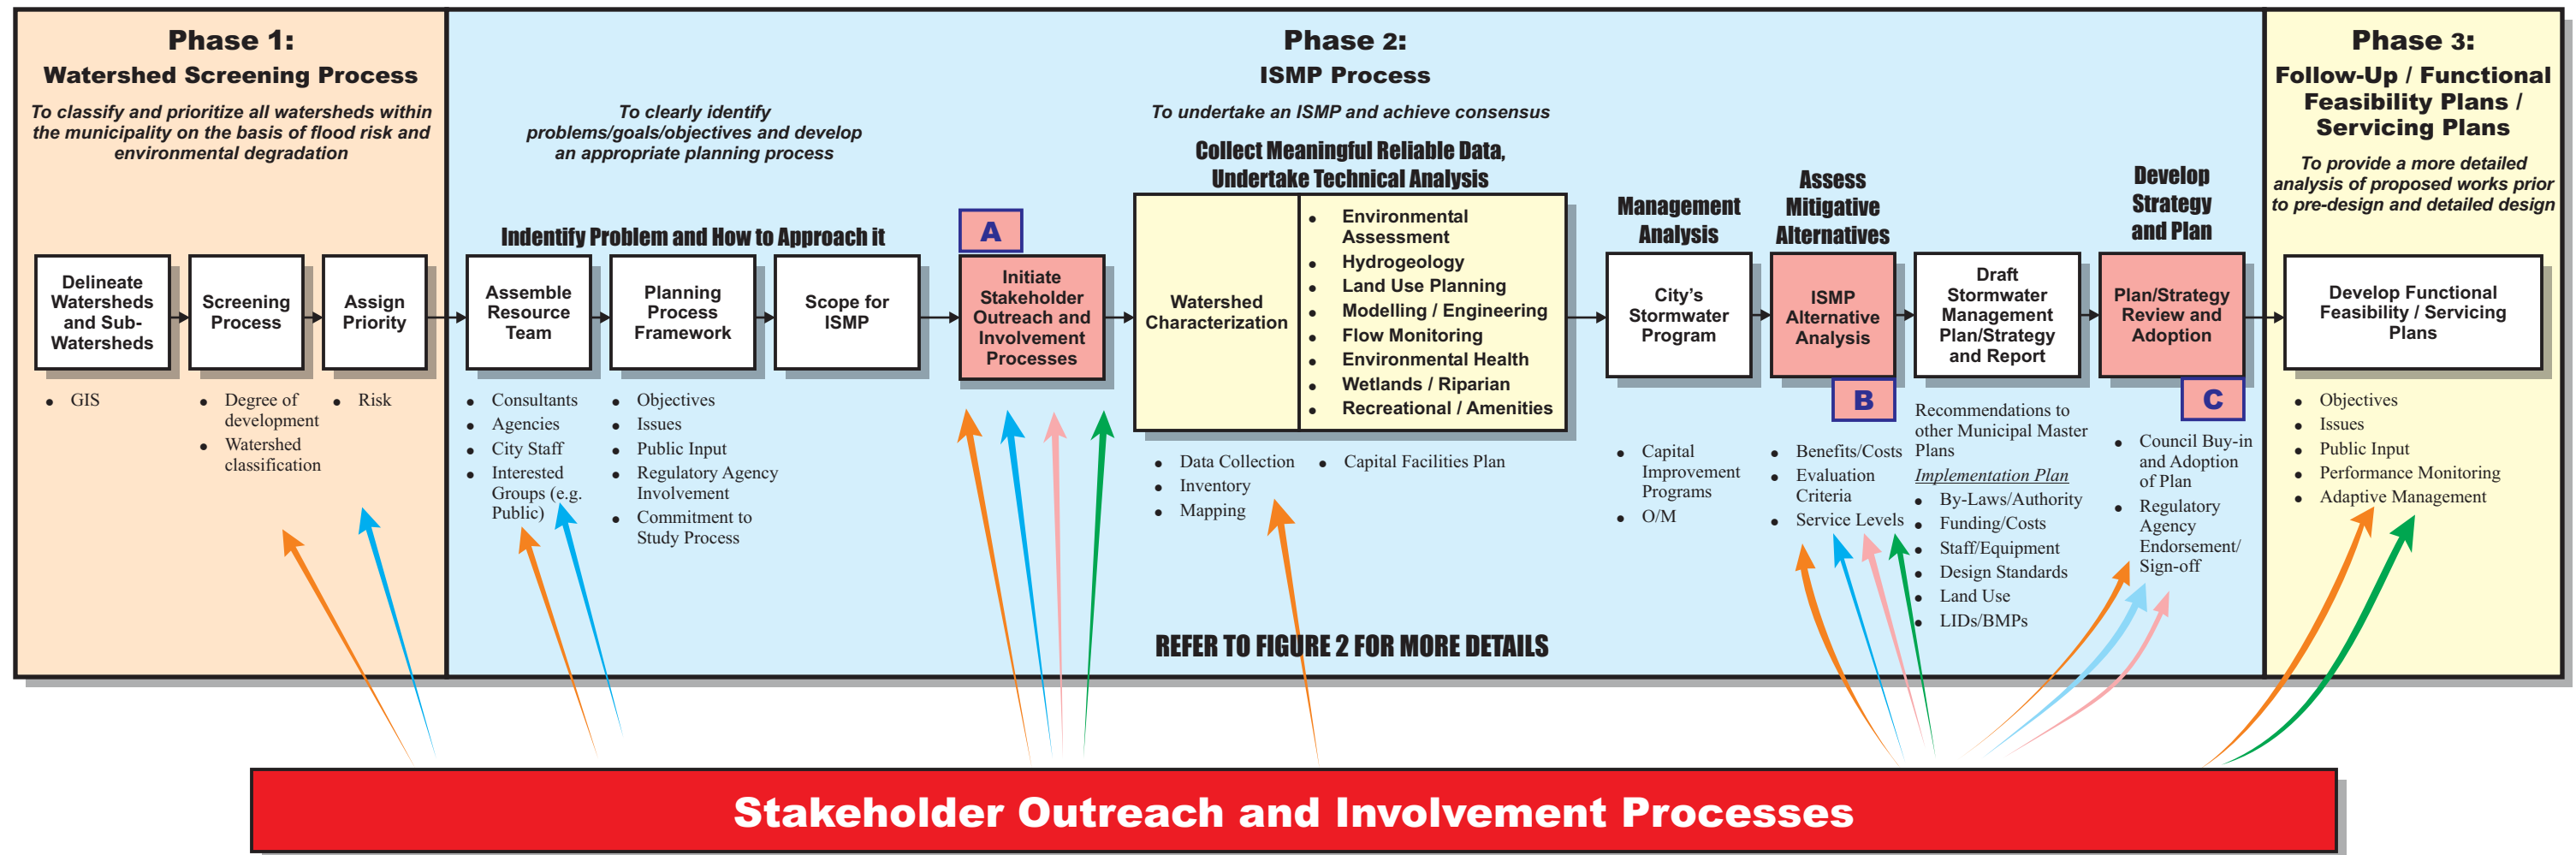 Phase 1:
Watershed Screening Process
To classify and prioritize all watersheds within
the municipality on the basis of flood risk and
environmental degradation
Delineate
Watersheds
and Sub-
Watersheds
Screening
Process
Assign
Priority
• GIS
• Degree of
development
• Watershed
classification
• Risk
Phase 2:
ISMP Process
To clearly identify
problems/goals/objectives and develop
an appropriate planning process
To undertake an ISMP and achieve consensus
Indentify Problem and How to Approach it
Assemble
Resource
Team
Planning
Process
Framework
Scope for
ISMP
• Consultants
• Agencies
• City Staff
• Interested
Groups (e.g.
Public)
• Objectives
• Issues
• Public Input
• Regulatory Agency
Involvement
• Commitment to
Study Process
A
Initiate
Stakeholder
Outreach and
Involvement
Processes
Collect Meaningful Reliable Data,
Undertake Technical Analysis
Watershed
Characterization
• Environmental
Assessment
• Hydrogeology
• Land Use Planning
• Modelling / Engineering
• Flow Monitoring
• Environmental Health
• Wetlands / Riparian
• Recreational / Amenities
• Data Collection
• Inventory
• Mapping
• Capital Facilities Plan
Management
Analysis
City’s
Stormwater
Program
• Capital
Improvement
Programs
• O/M
Assess
Mitigative
Alternatives
ISMP
Alternative
Analysis
B
• Benefits/Costs
• Evaluation
Criteria
• Service Levels
Draft
Stormwater
Management
Plan/Strategy
and Report
Recommendations to
other Municipal Master
Plans
Implementation Plan
• By-Laws/Authority
• Funding/Costs
• Staff/Equipment
• Design Standards
• Land Use
• LIDs/BMPs
Develop
Strategy
and Plan
Plan/Strategy
Review and
Adoption
C
• Council Buy-in
and Adoption
of Plan
• Regulatory
Agency
Endorsement/
Sign-off
REFER TO FIGURE 2 FOR MORE DETAILS
Phase 3:
Follow-Up / Functional
Feasibility Plans /
Servicing Plans
To provide a more detailed
analysis of proposed works prior
to pre-design and detailed design
Develop Functional
Feasibility / Servicing
Plans
• Objectives
• Issues
• Public Input
• Performance Monitoring
• Adaptive Management
Stakeholder Outreach and Involvement Processes